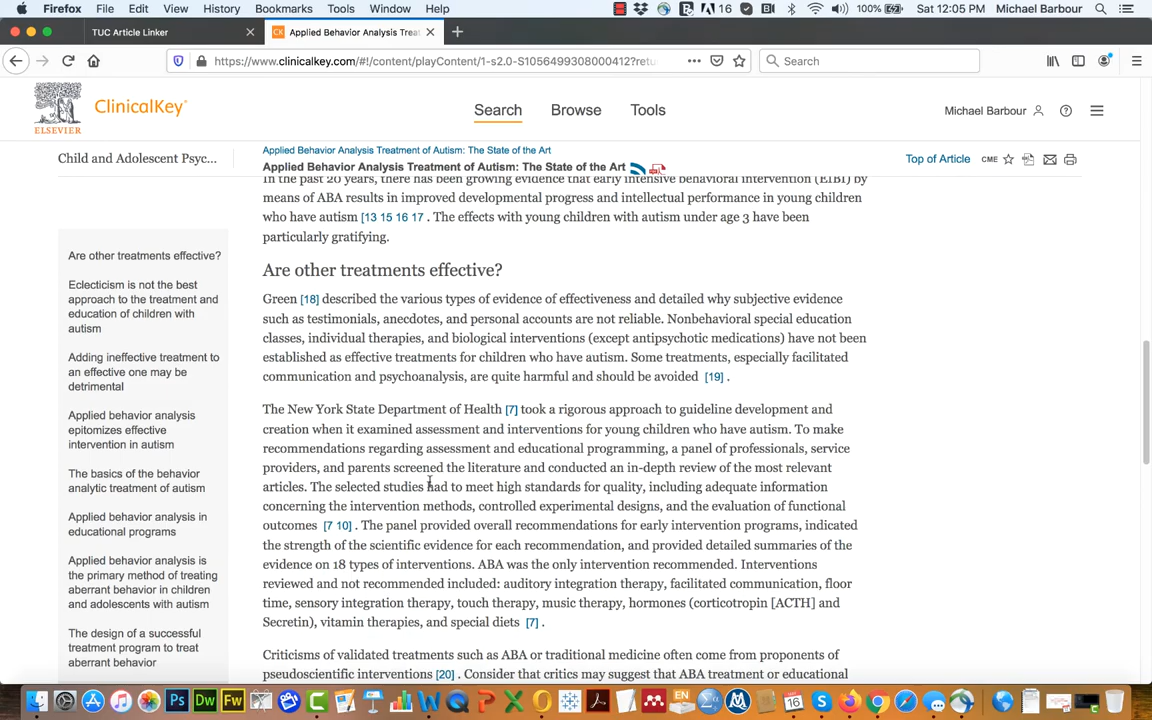 Firefox File Edit View History Bookmarks Tools Window Help 16 100% Sat 12:05 PM Michael Barbour
TUC Article Linker
CK Applied Behavior Analysis Treat
https://www.clinicalkey.com/#!/content/playContent/1-s2.0-S1056499308000412?retu
Search
ELSEVIER
ClinicalKey®
Search Browse Tools
Michael Barbour
Child and Adolescent Psyc...
Applied Behavior Analysis Treatment of Autism: The State of the Art
Applied Behavior Analysis Treatment of Autism: The State of the Art
Top of Article CME
In the past 20 years, there has been growing evidence that early intensive behavioral intervention (EIBI) by
means of ABA results in improved developmental progress and intellectual performance in young children
who have autism [13 15 16 17 . The effects with young children with autism under age 3 have been
particularly gratifying.
Are other treatments effective?
Green [18] described the various types of evidence of effectiveness and detailed why subjective evidence
such as testimonials, anecdotes, and personal accounts are not reliable. Nonbehavioral special education
classes, individual therapies, and biological interventions (except antipsychotic medications) have not been
established as effective treatments for children who have autism. Some treatments, especially facilitated
communication and psychoanalysis, are quite harmful and should be avoided [19] .
The New York State Department of Health [7] took a rigorous approach to guideline development and
creation when it examined assessment and interventions for young children who have autism. To make
recommendations regarding assessment and educational programming, a panel of professionals, service
providers, and parents screened the literature and conducted an in-depth review of the most relevant
articles. The selected studies had to meet high standards for quality, including adequate information
concerning the intervention methods, controlled experimental designs, and the evaluation of functional
outcomes [7 10] . The panel provided overall recommendations for early intervention programs, indicated
the strength of the scientific evidence for each recommendation, and provided detailed summaries of the
evidence on 18 types of interventions. ABA was the only intervention recommended. Interventions
reviewed and not recommended included: auditory integration therapy, facilitated communication, floor
time, sensory integration therapy, touch therapy, music therapy, hormones (corticotropin [ACTH] and
Secretin), vitamin therapies, and special diets [7] .
Criticisms of validated treatments such as ABA or traditional medicine often come from proponents of
pseudoscientific interventions [20] . Consider that critics may suggest that ABA treatment or educational
Are other treatments effective?
Eclecticism is not the best
approach to the treatment and
education of children with
autism
Adding ineffective treatment to
an effective one may be
detrimental
Applied behavior analysis
epitomizes effective
intervention in autism
The basics of the behavior
analytic treatment of autism
Applied behavior analysis in
educational programs
Applied behavior analysis is
the primary method of treating
aberrant behavior in children
and adolescents with autism
The design of a successful
treatment program to treat
aberrant behavior
Ps Dw Fw
EN
16